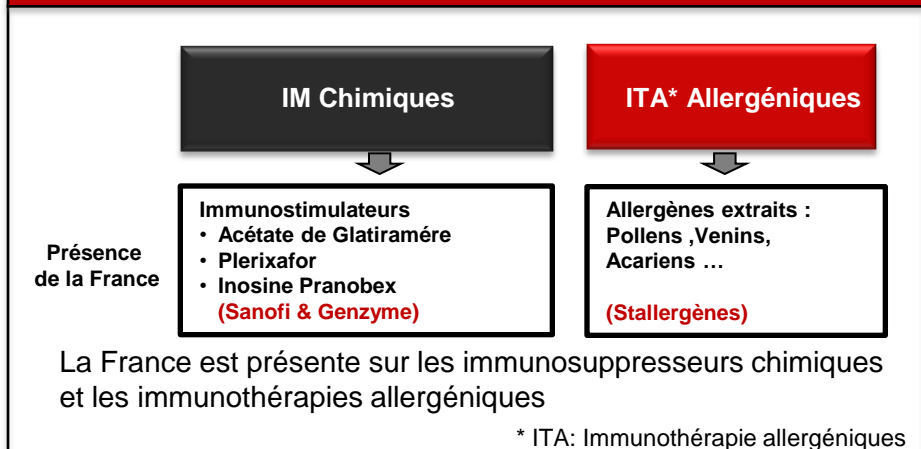 IM Chimiques
ITA* Allergéniques
Présence
de la France
Immunostimulateurs
• Acétate de Glatiramére
• Plerixafor
• Inosine Pranobex
(Sanofi & Genzyme)
Allergènes extraits :
Pollens ,Venins,
Acariens …
(Stallergènes)
La France est présente sur les immunosuppresseurs chimiques
et les immunothérapies allergéniques
* ITA: Immunothérapie allergéniques